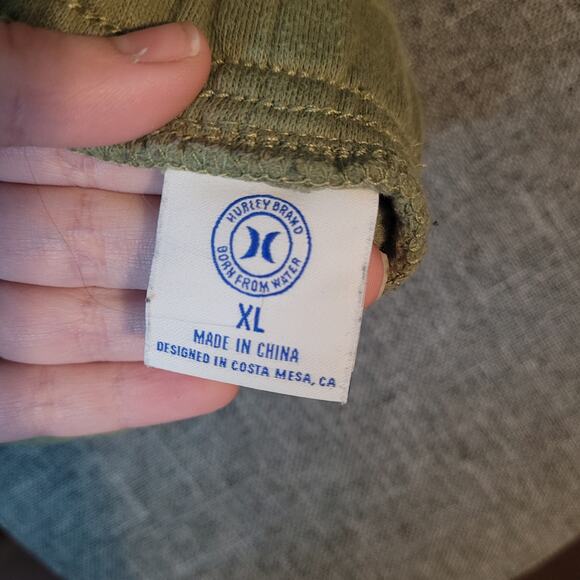 HURLEY BRAND
BORN FROM WATER
XL
MADE IN CHINA
DESIGNED IN COSTA MESA, CA